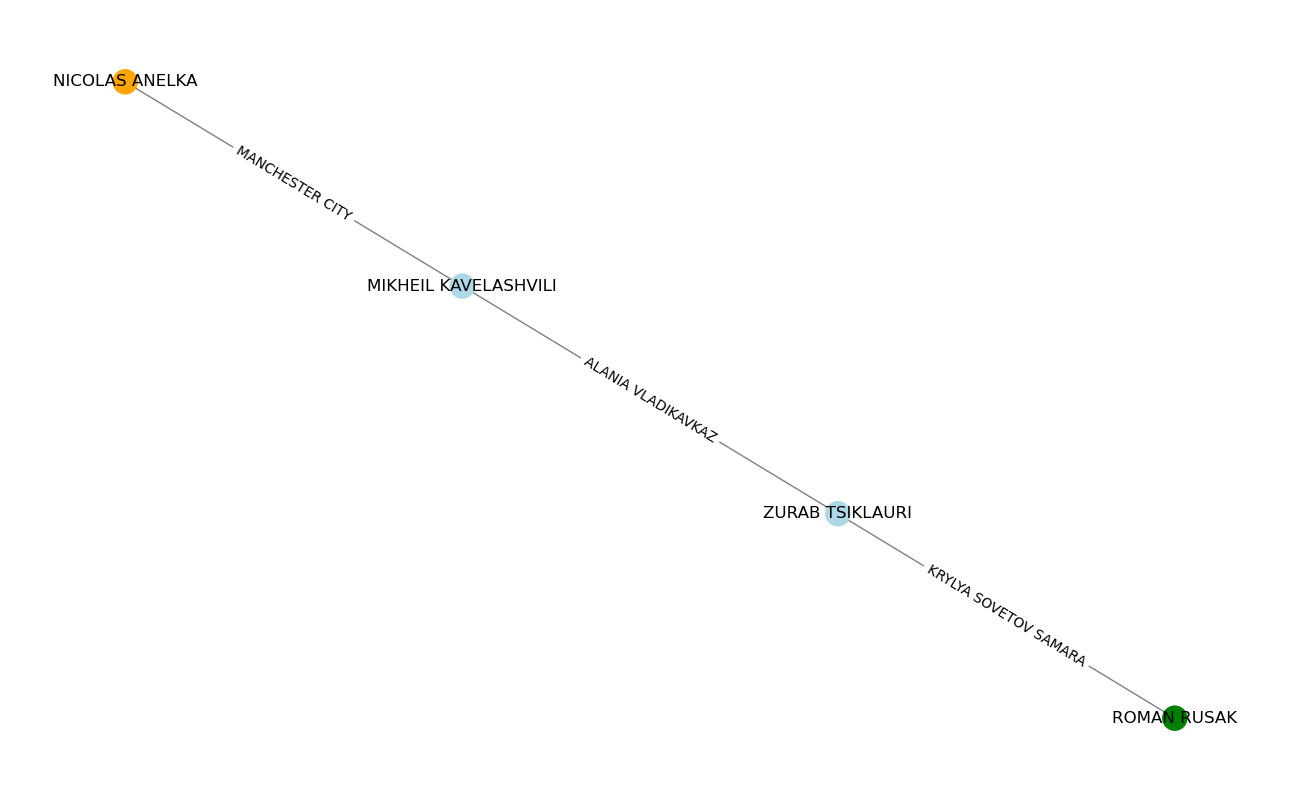 NICOLAS ANELKA
MANCHESTER CITY
MIKHEIL KAVELASHVILI
ALANIA VLADIKAVKAZ
ZURAB TSIKLAURI
KRYLYA SOVETOV SAMARA
ROMAN RUSAK